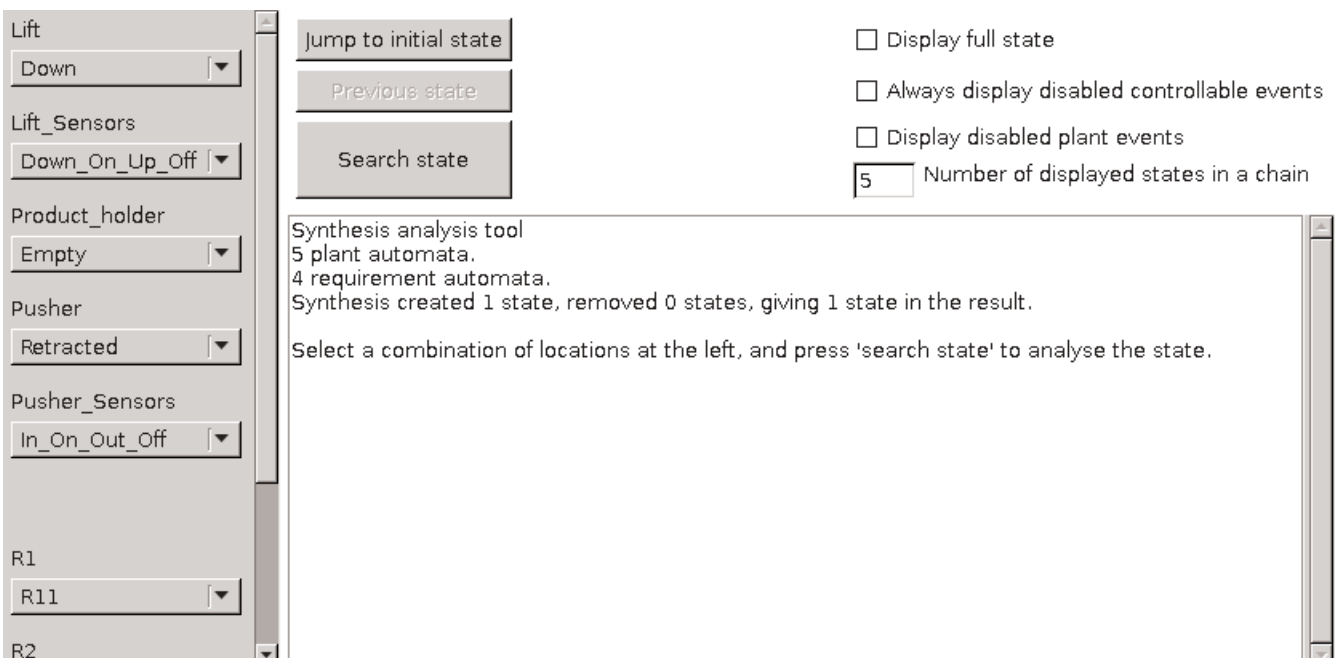 Lift
Down
Lift_Sensors
Down_On_Up_Off
Product_holder
Empty
Pusher
Retracted
Pusher_Sensors
In_On_Out_Off
R1
R11
R2
Jump to initial state
Previous state
Search state
Display full state
Always display disabled controllable events
Display disabled plant events
5 Number of displayed states in a chain
Synthesis analysis tool
5 plant automata.
4 requirement automata.
Synthesis created 1 state, removed 0 states, giving 1 state in the result.
Select a combination of locations at the left, and press 'search state' to analyse the state.